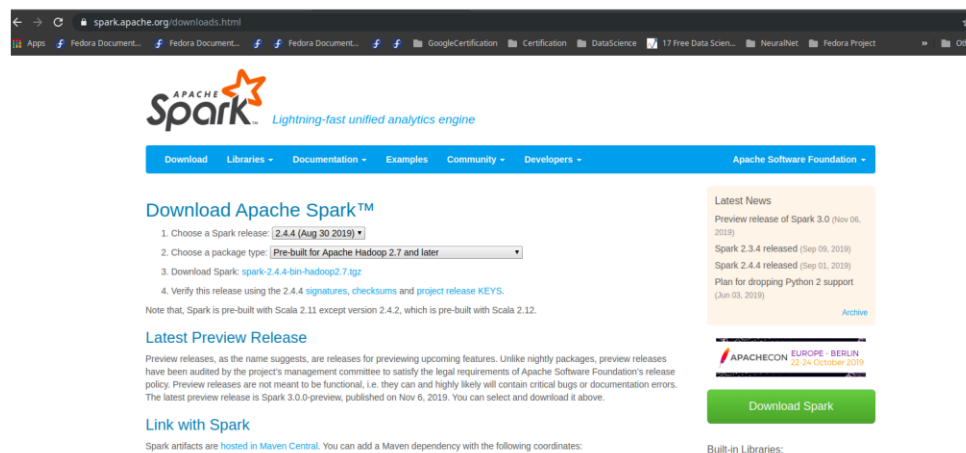 spark.apache.org/downloads.html
Apps Fedora Document... Fedora Document... Fedora Document... GoogleCertification Certification DataScience 17 Free Data Scien... NeuralNet Fedora Project »
APACHE
Spark™ Lightning-fast unified analytics engine
Download Libraries Documentation Examples Community Developers Apache Software Foundation
Download Apache Spark™
1. Choose a Spark release: 2.4.4 (Aug 30 2019)
2. Choose a package type: Pre-built for Apache Hadoop 2.7 and later
3. Download Spark: spark-2.4.4-bin-hadoop2.7.tgz
4. Verify this release using the 2.4.4 signatures, checksums and project release KEYS.
Note that, Spark is pre-built with Scala 2.11 except version 2.4.2, which is pre-built with Scala 2.12.
Latest Preview Release
Preview releases, as the name suggests, are releases for previewing upcoming features. Unlike nightly packages, preview releases
have been audited by the project's management committee to satisfy the legal requirements of Apache Software Foundation's release
policy. Preview releases are not meant to be functional, i.e. they can and highly likely will contain critical bugs or documentation errors.
The latest preview release is Spark 3.0.0-preview, published on Nov 6, 2019. You can select and download it above.
Link with Spark
Spark artifacts are hosted in Maven Central. You can add a Maven dependency with the following coordinates:
Latest News
Preview release of Spark 3.0 (Nov 06,
2019)
Spark 2.3.4 released (Sep 09, 2019)
Spark 2.4.4 released (Sep 01, 2019)
Plan for dropping Python 2 support
(Jun 03, 2019)
Archive
APACHECON EUROPE - BERLIN
22-24 October 2019
Download Spark
Built-in Libraries: